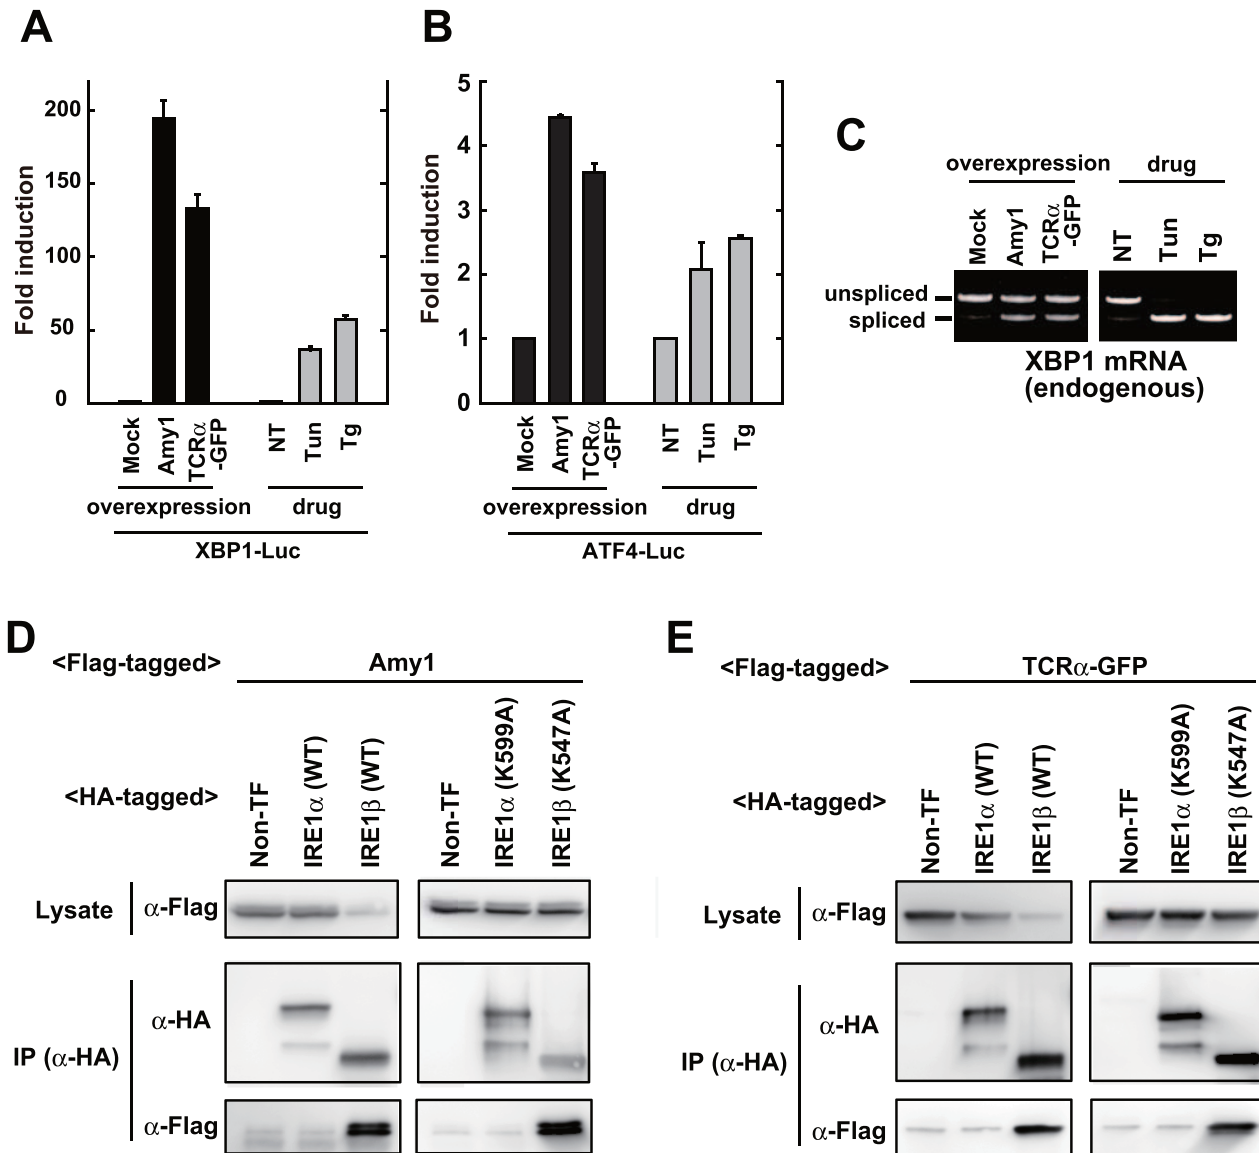 A
Fold induction
200
150
100
50
0
Mock
Amy1
TCRα
-GFP
NT
Tun
Tg
overexpression
drug
XBP1-Luc
B
Fold induction
5
4
3
2
1
0
Mock
Amy1
TCRα
-GFP
NT
Tun
Tg
overexpression
drug
ATF4-Luc
C
overexpression
drug
Mock
Amy1
TCRα
-GFP
NT
Tun
Tg
unspliced
spliced
XBP1 mRNA
(endogenous)
D
<Flag-tagged>
Amy1
<HA-tagged>
Non-TF
IRE1α (WT)
IRE1β (WT)
Non-TF
IRE1α (K599A)
IRE1β (K547A)
Lysate
α-Flag
IP (α-HA)
α-HA
α-Flag
E
<Flag-tagged>
TCRα-GFP
<HA-tagged>
Non-TF
IRE1α (WT)
IRE1β (WT)
Non-TF
IRE1α (K599A)
IRE1β (K547A)
Lysate
α-Flag
IP (α-HA)
α-HA
α-Flag